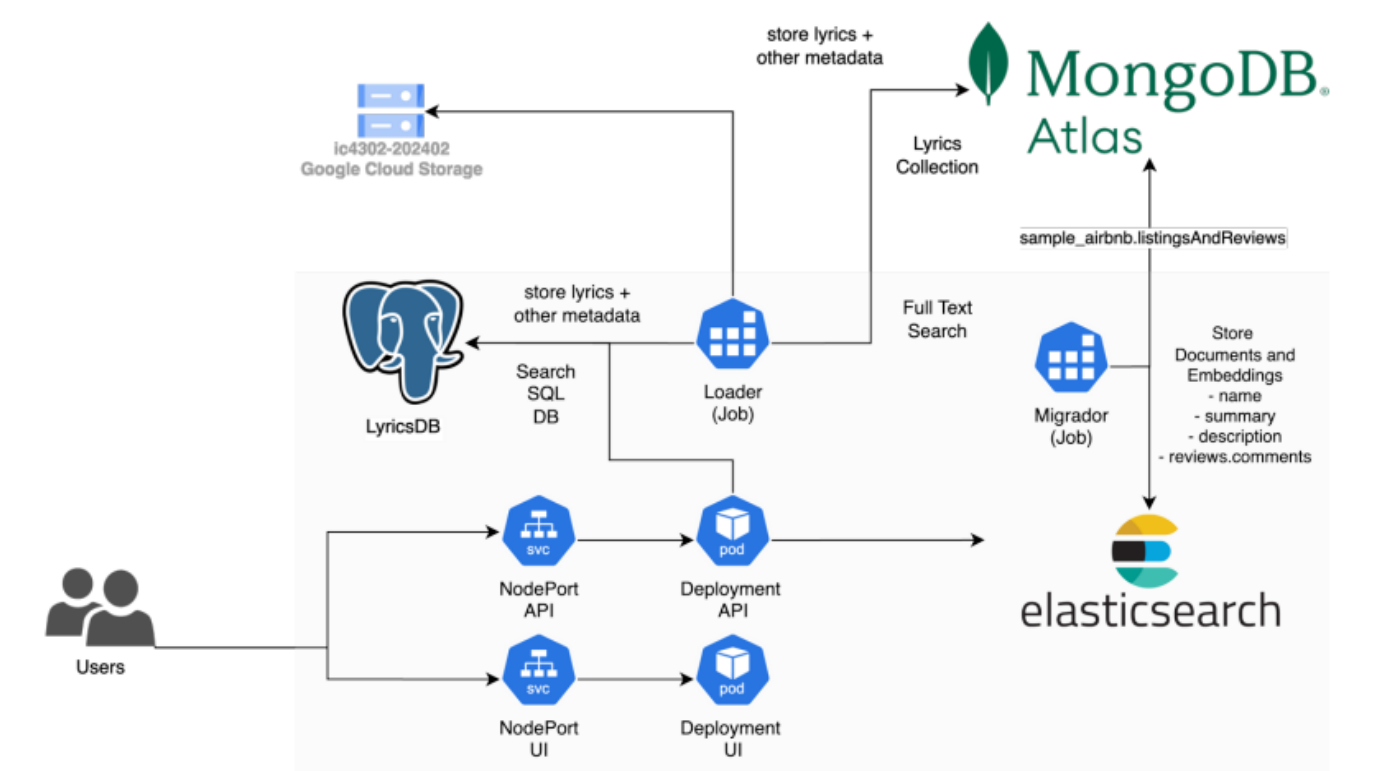 store lyrics +
other metadata
MongoDB®
Atlas
ic4302-202402
Google Cloud Storage
Lyrics
Collection
sample_airbnb.listingsAndReviews
store lyrics +
other metadata
Full Text
Search
Search
SQL
DB
LyricsDB
Loader
(Job)
Migrador
(Job)
Store
Documents and
Embeddings
- name
- summary
- description
- reviews.comments
svc
NodePort
API
pod
Deployment
API
elasticsearch
Users
svc
NodePort
UI
pod
Deployment
UI